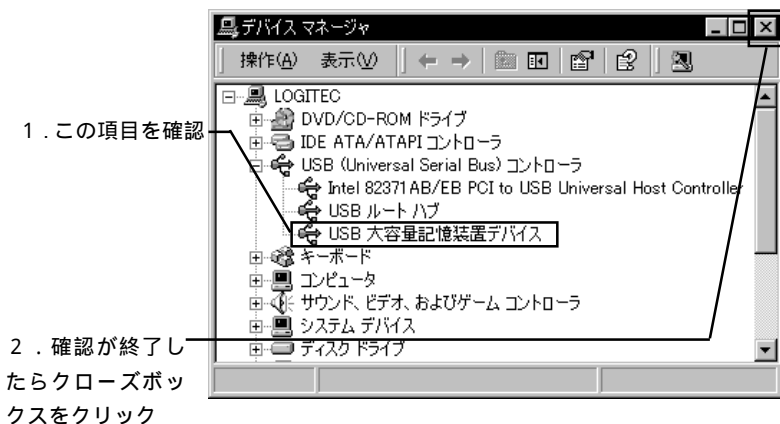 デバイス マネージャ
操作(A) 表示(V)
LOGITEC
DVD/CD-ROM ドライブ
IDE ATA/ATAPI コントローラ
USB (Universal Serial Bus) コントローラ
Intel 82371AB/EB PCI to USB Universal Host Controller
USB ルート ハブ
USB 大容量記憶装置デバイス
キーボード
コンピュータ
サウンド、ビデオ、およびゲーム コントローラ
システム デバイス
ディスク ドライブ
1.この項目を確認
2.確認が終了し
たらクローズボッ
クスをクリック